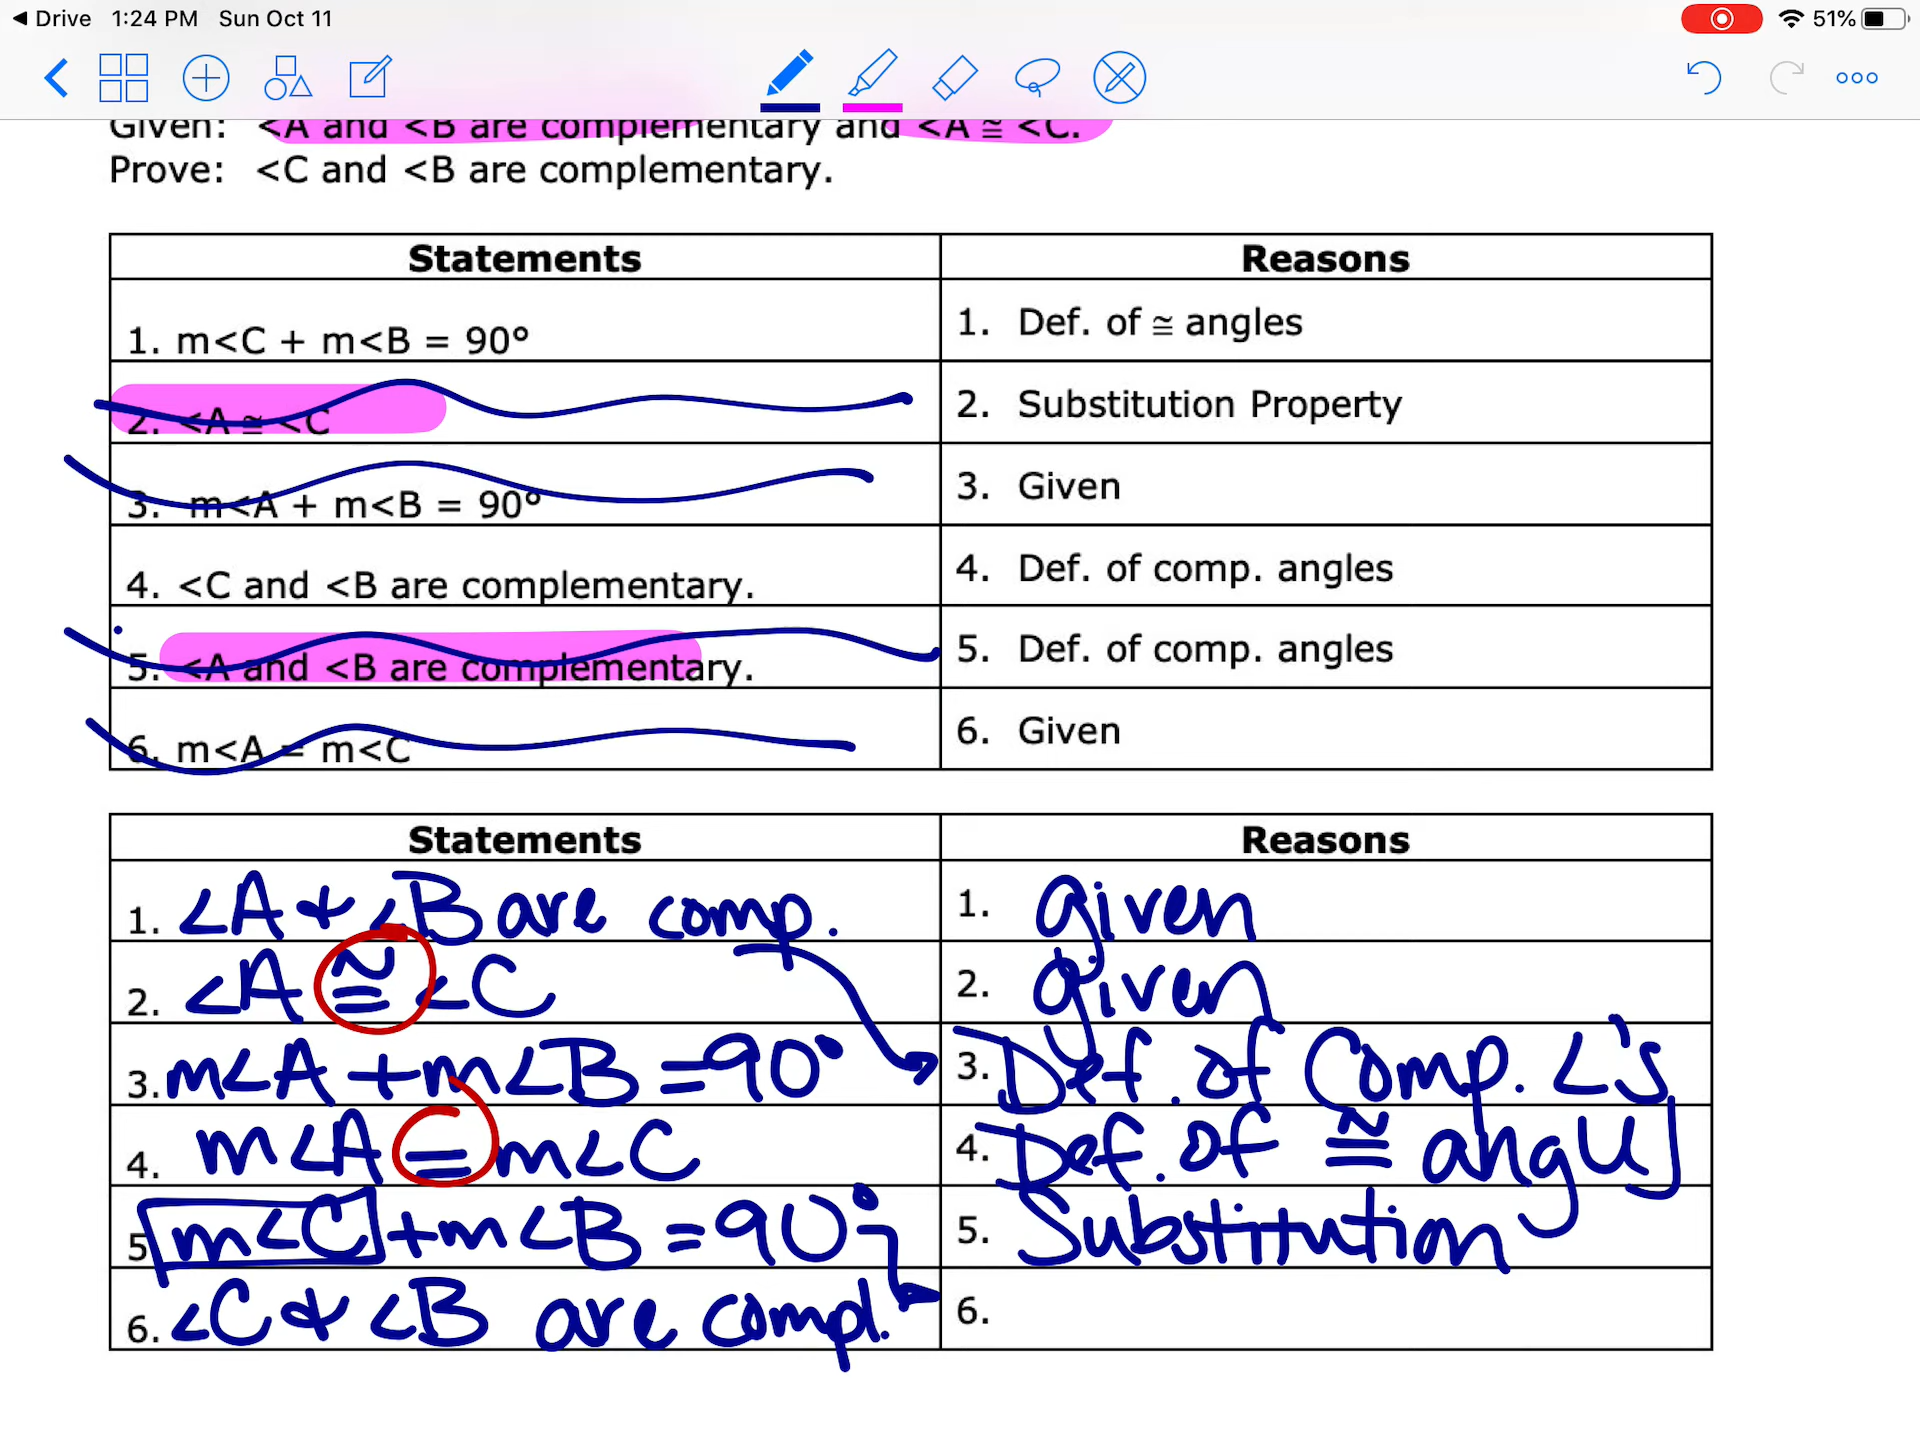 Drive 1:24 PM Sun Oct 11 51%
Given: <A and <B are complementary and <A ≅ <C.
Prove: <C and <B are complementary.
Statements Reasons
1. m<C + m<B = 90° 1. Def. of ≅ angles
2. <A ≅ <C 2. Substitution Property
3. m<A + m<B = 90° 3. Given
4. <C and <B are complementary. 4. Def. of comp. angles
5. <A and <B are complementary. 5. Def. of comp. angles
6. m<A = m<C 6. Given
Statements Reasons
1. ∠A & ∠B are comp. 1. given
2. ∠A ≅ ∠C 2. given
3. m∠A + m∠B = 90° 3. Def. of Comp. ∠'s
4. m∠A = m∠C 4. Def. of ≅ angles
5. m∠C + m∠B = 90° 5. Substitution
6. ∠C & ∠B are compl. 6.